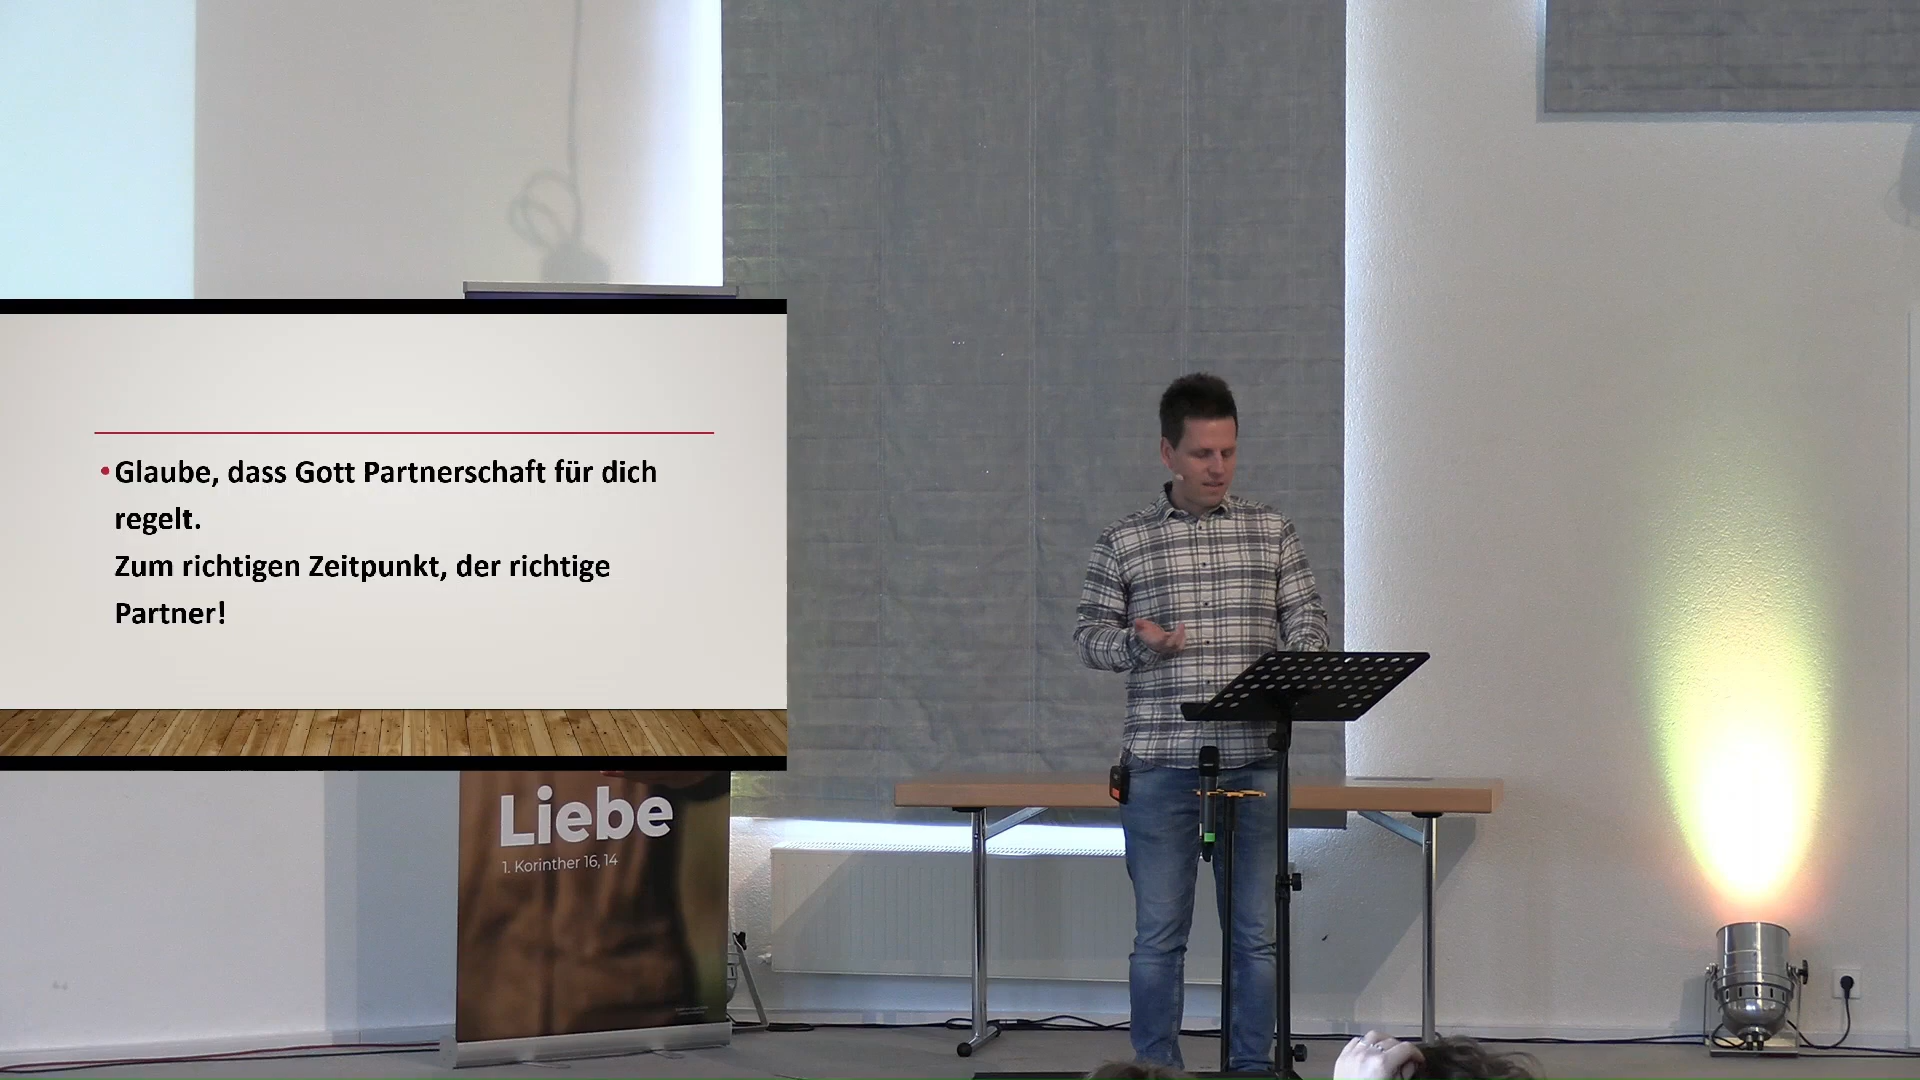 •Glaube, dass Gott Partnerschaft für dich
regelt.
Zum richtigen Zeitpunkt, der richtige
Partner!
Liebe
1. Korinther 16, 14